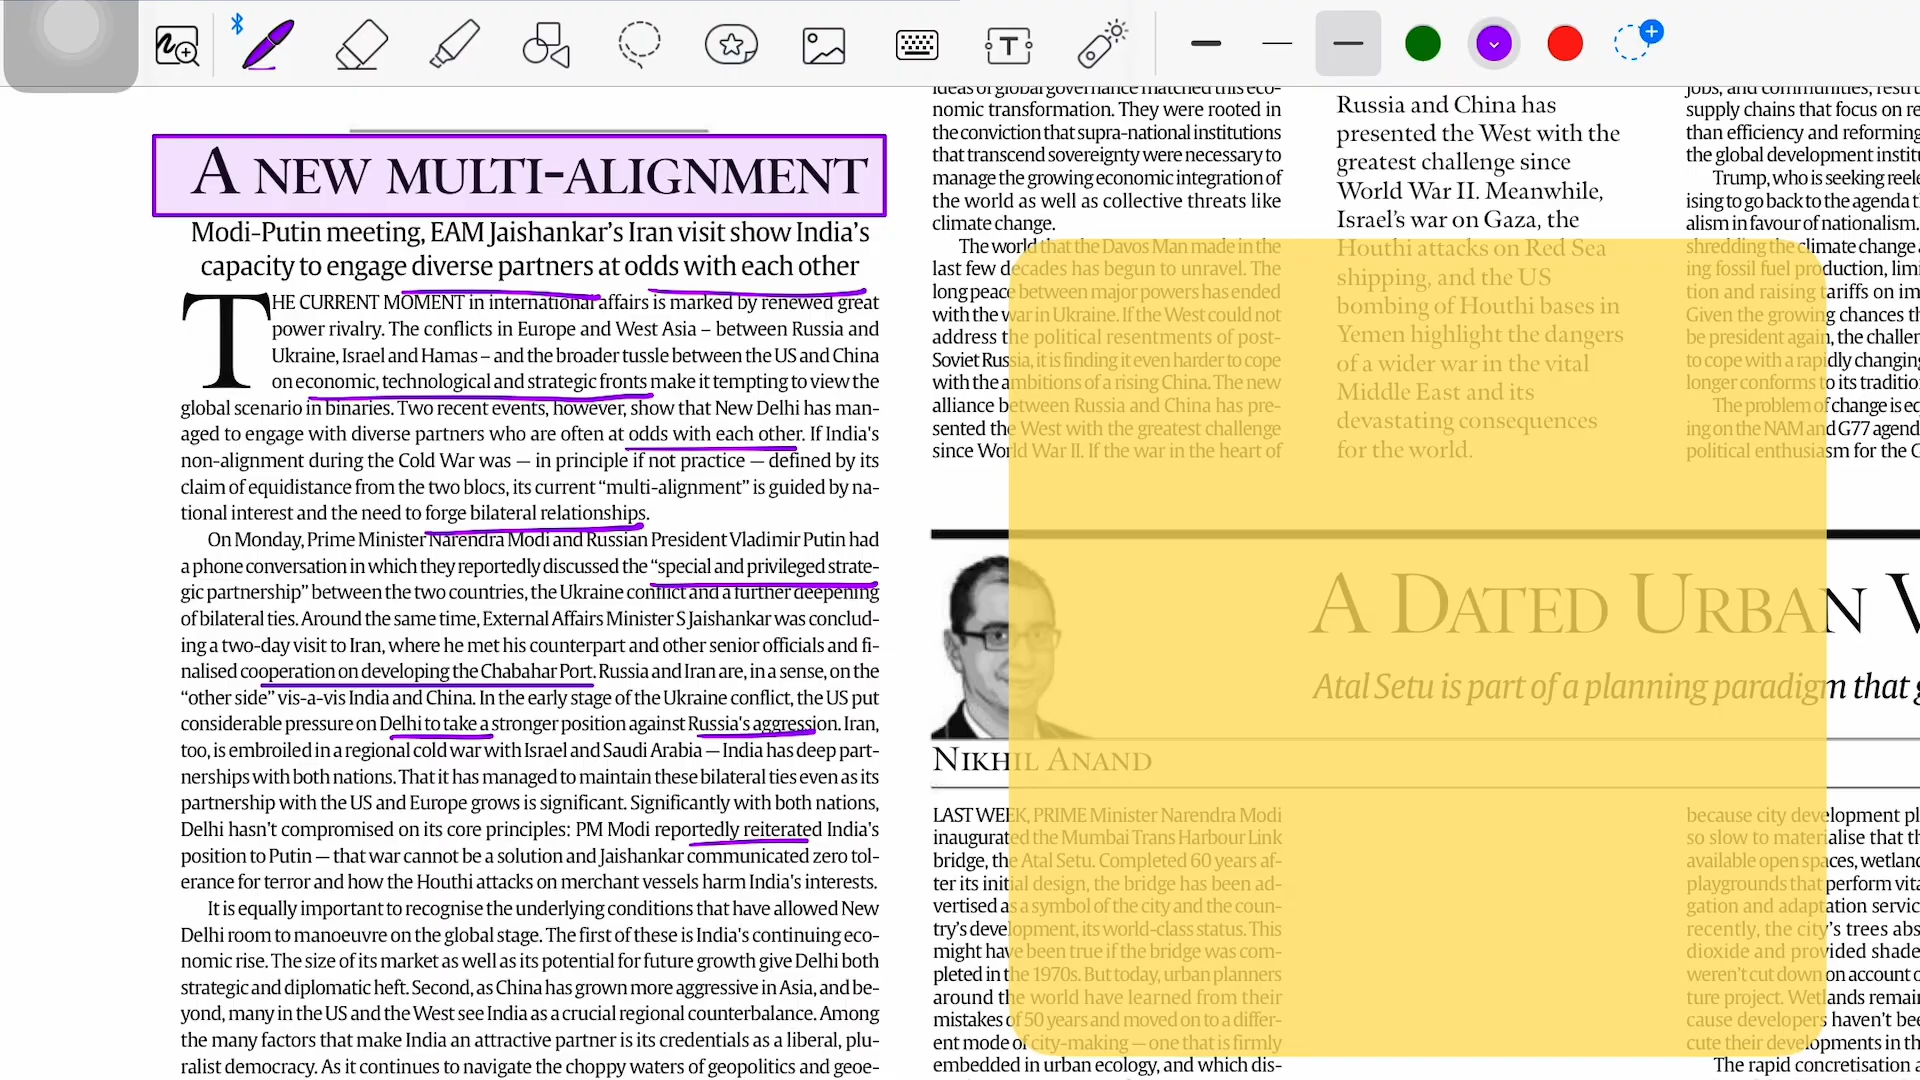 A NEW MULTI-ALIGNMENT
Modi-Putin meeting, EAM Jaishankar's Iran visit show India's
capacity to engage diverse partners at odds with each other
THE CURRENT MOMENT in international affairs is marked by renewed great
power rivalry. The conflicts in Europe and West Asia – between Russia and
Ukraine, Israel and Hamas – and the broader tussle between the US and China
on economic, technological and strategic fronts make it tempting to view the
global scenario in binaries. Two recent events, however, show that New Delhi has man-
aged to engage with diverse partners who are often at odds with each other. If India's
non-alignment during the Cold War was — in principle if not practice — defined by its
claim of equidistance from the two blocs, its current “multi-alignment” is guided by na-
tional interest and the need to forge bilateral relationships.
On Monday, Prime Minister Narendra Modi and Russian President Vladimir Putin had
a phone conversation in which they reportedly discussed the “special and privileged strate-
gic partnership” between the two countries, the Ukraine conflict and a further deepening
of bilateral ties. Around the same time, External Affairs Minister S Jaishankar was conclud-
ing a two-day visit to Iran, where he met his counterpart and other senior officials and fi-
nalised cooperation on developing the Chabahar Port. Russia and Iran are, in a sense, on the
“other side” vis-a-vis India and China. In the early stage of the Ukraine conflict, the US put
considerable pressure on Delhi to take a stronger position against Russia's aggression. Iran,
too, is embroiled in a regional cold war with Israel and Saudi Arabia — India has deep part-
nerships with both nations. That it has managed to maintain these bilateral ties even as its
partnership with the US and Europe grows is significant. Significantly with both nations,
Delhi hasn't compromised on its core principles: PM Modi reportedly reiterated India's
position to Putin — that war cannot be a solution and Jaishankar communicated zero tol-
erance for terror and how the Houthi attacks on merchant vessels harm India's interests.
It is equally important to recognise the underlying conditions that have allowed New
Delhi room to manoeuvre on the global stage. The first of these is India's continuing eco-
nomic rise. The size of its market as well as its potential for future growth give Delhi both
strategic and diplomatic heft. Second, as China has grown more aggressive in Asia, and be-
yond, many in the US and the West see India as a crucial regional counterbalance. Among
the many factors that make India an attractive partner is its credentials as a liberal, plu-
ralist democracy. As it continues to navigate the choppy waters of geopolitics and geoe-
ideas of global governance matched this eco-
nomic transformation. They were rooted in
the conviction that supra-national institutions
that transcend sovereignty were necessary to
manage the growing economic integration of
the world as well as collective threats like
climate change.
The world that the Davos Man made in the
last few decades has begun to unravel. The
long peace between major powers has ended
with the war in Ukraine. If the West could not
address the political resentments of post-
Soviet Russia, it is finding it even harder to cope
with the ambitions of a rising China. The new
alliance between Russia and China has pre-
sented the West with the greatest challenge
since World War II. If the war in the heart of
Russia and China has
presented the West with the
greatest challenge since
World War II. Meanwhile,
Israel's war on Gaza, the
Houthi attacks on Red Sea
shipping, and the US
bombing of Houthi bases in
Yemen highlight the dangers
of a wider war in the vital
Middle East and its
devastating consequences
for the world.
jobs, and communities, restru
supply chains that focus on re
than efficiency and reforming
the global development institu
Trump, who is seeking reele
ising to go back to the agenda t
alism in favour of nationalism.
shredding the climate change a
ing fossil fuel production, limi
tion and raising tariffs on im
Given the growing chances th
be president again, the challen
to cope with a rapidly changing
longer conforms to its traditio
The problem of change is eq
ing on the NAM and G77 agend
political enthusiasm for the G
A DATED URBAN V
Atal Setu is part of a planning paradigm that g
NIKHIL ANAND
LAST WEEK, PRIME Minister Narendra Modi
inaugurated the Mumbai Trans Harbour Link
bridge, the Atal Setu. Completed 60 years af-
ter its initial design, the bridge has been ad-
vertised as a symbol of the city and the coun-
try's development, its world-class status. This
might have been true if the bridge was com-
pleted in the 1970s. But today, urban planners
around the world have learned from their
mistakes of 50 years and moved on to a differ-
ent mode of city-making — one that is firmly
embedded in urban ecology, and which dis-
because city development pl
so slow to materialise that th
available open spaces, wetland
playgrounds that perform vita
gation and adaptation servic
recently, the city's trees abs
dioxide and provided shade
weren't cut down on account o
ture project. Wetlands remain
cause developers haven't bee
cute their developments in th
The rapid concretisation a